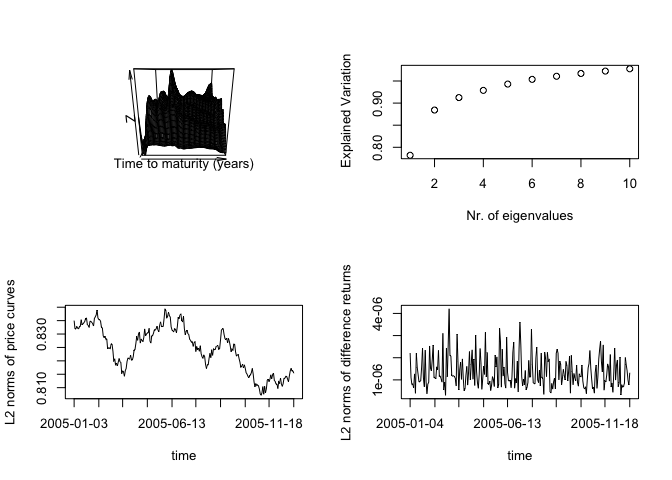 Z
Time to maturity (years)
Explained Variation
0.90
0.80
2 4 6 8 10
Nr. of eigenvalues
L2 norms of price curves
0.830
0.810
2005-01-03 2005-06-13 2005-11-18
time
L2 norms of difference returns
4e-06
1e-06
2005-01-04 2005-06-13 2005-11-18
time